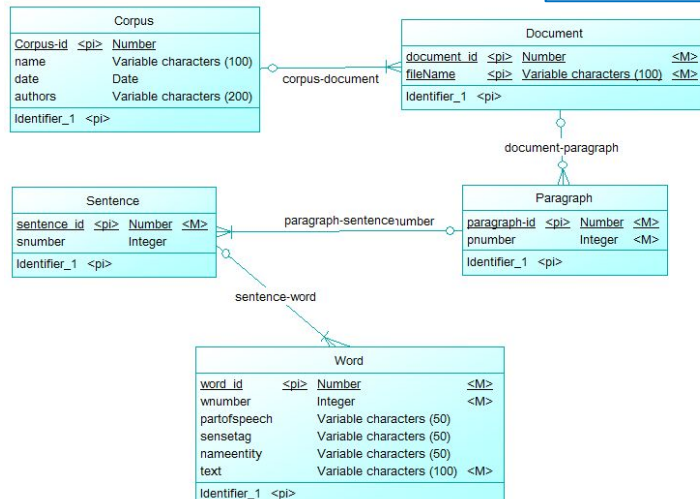 Corpus
Corpus-id <pi> Number
name Variable characters (100)
date Date
authors Variable characters (200)
Identifier_1 <pi>
corpus-document
Document
document_id <pi> Number <M>
fileName <pi> Variable characters (100) <M>
Identifier_1 <pi>
document-paragraph
Sentence
sentence_id <pi> Number <M>
snumber Integer
Identifier_1 <pi>
paragraph-sentence
Paragraph
paragraph-id <pi> Number <M>
pnumber Integer <M>
Identifier_1 <pi>
sentence-word
Word
word_id <pi> Number <M>
wnumber Integer <M>
partofspeech Variable characters (50)
sensetag Variable characters (50)
nameentity Variable characters (50)
text Variable characters (100) <M>
Identifier_1 <pi>